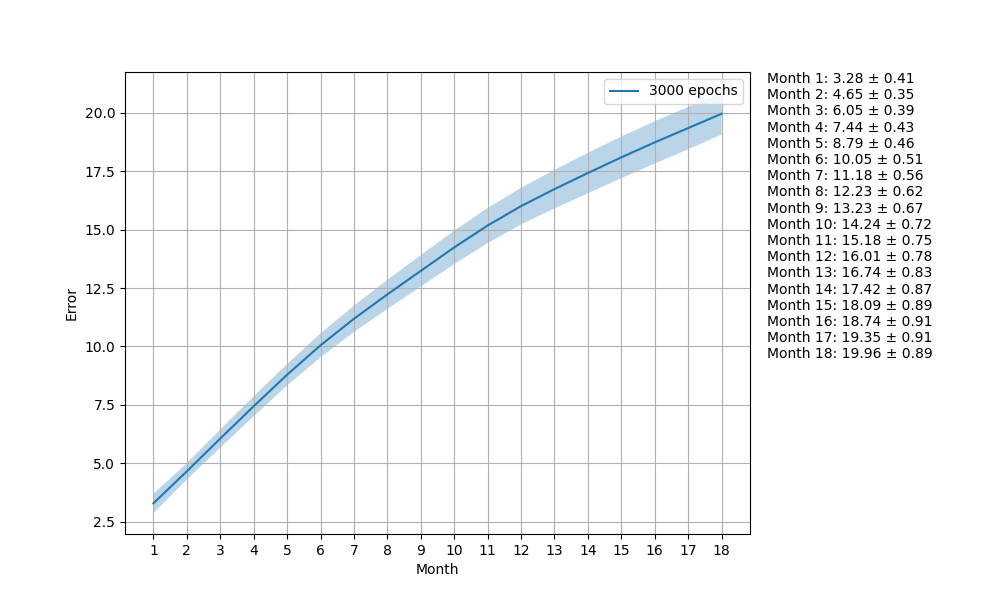 3000 epochs
20.0
17.5
15.0
12.5
10.0
7.5
5.0
2.5
Error
1 2 3 4 5 6 7 8 9 10 11 12 13 14 15 16 17 18
Month
Month 1: 3.28 ± 0.41
Month 2: 4.65 ± 0.35
Month 3: 6.05 ± 0.39
Month 4: 7.44 ± 0.43
Month 5: 8.79 ± 0.46
Month 6: 10.05 ± 0.51
Month 7: 11.18 ± 0.56
Month 8: 12.23 ± 0.62
Month 9: 13.23 ± 0.67
Month 10: 14.24 ± 0.72
Month 11: 15.18 ± 0.75
Month 12: 16.01 ± 0.78
Month 13: 16.74 ± 0.83
Month 14: 17.42 ± 0.87
Month 15: 18.09 ± 0.89
Month 16: 18.74 ± 0.91
Month 17: 19.35 ± 0.91
Month 18: 19.96 ± 0.89